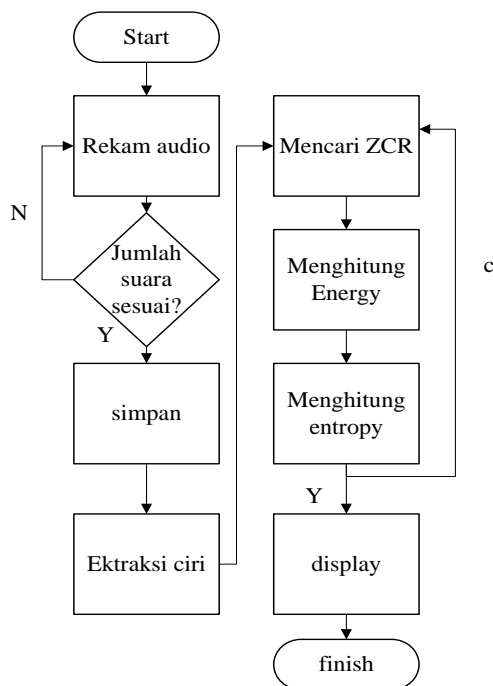 Start
Rekam audio
N
Jumlah
suara
sesuai?
Y
simpan
Ektraksi ciri
Mencari ZCR
c
Menghitung
Energy
Menghitung
entropy
Y
display
finish